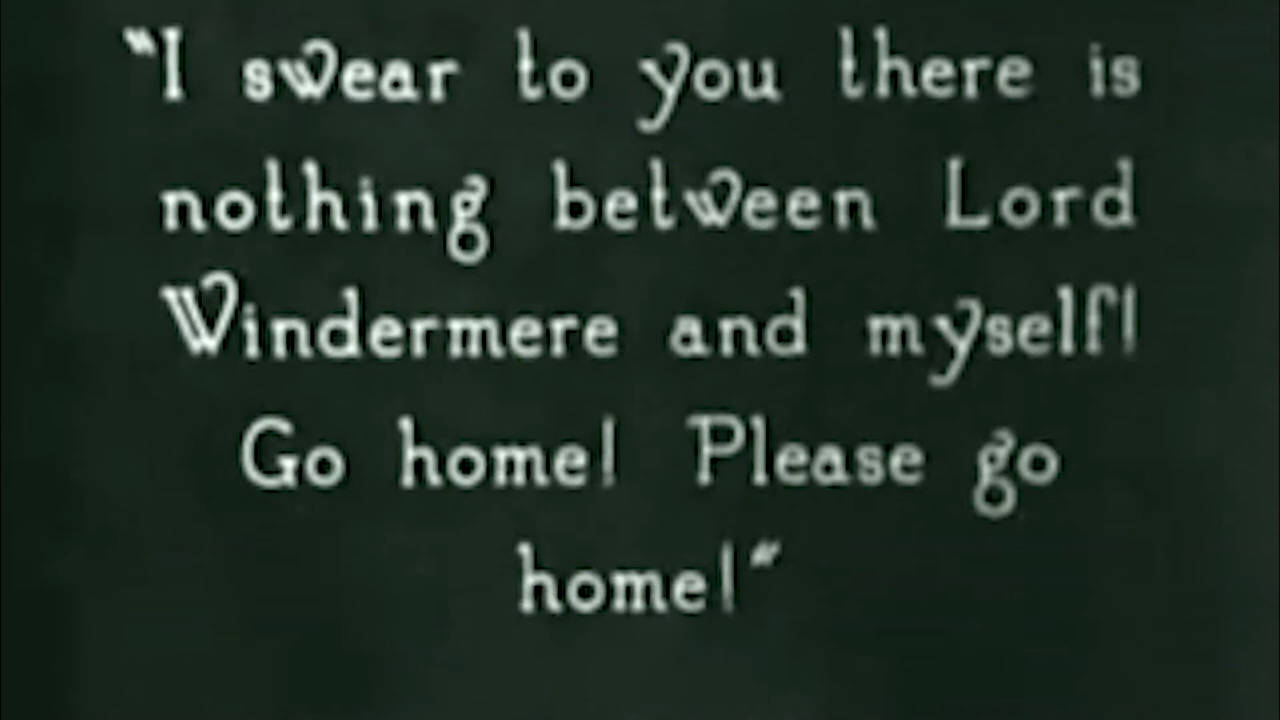 "I swear to you there is
nothing between Lord
Windermere and myself!
Go home! Please go
home!"